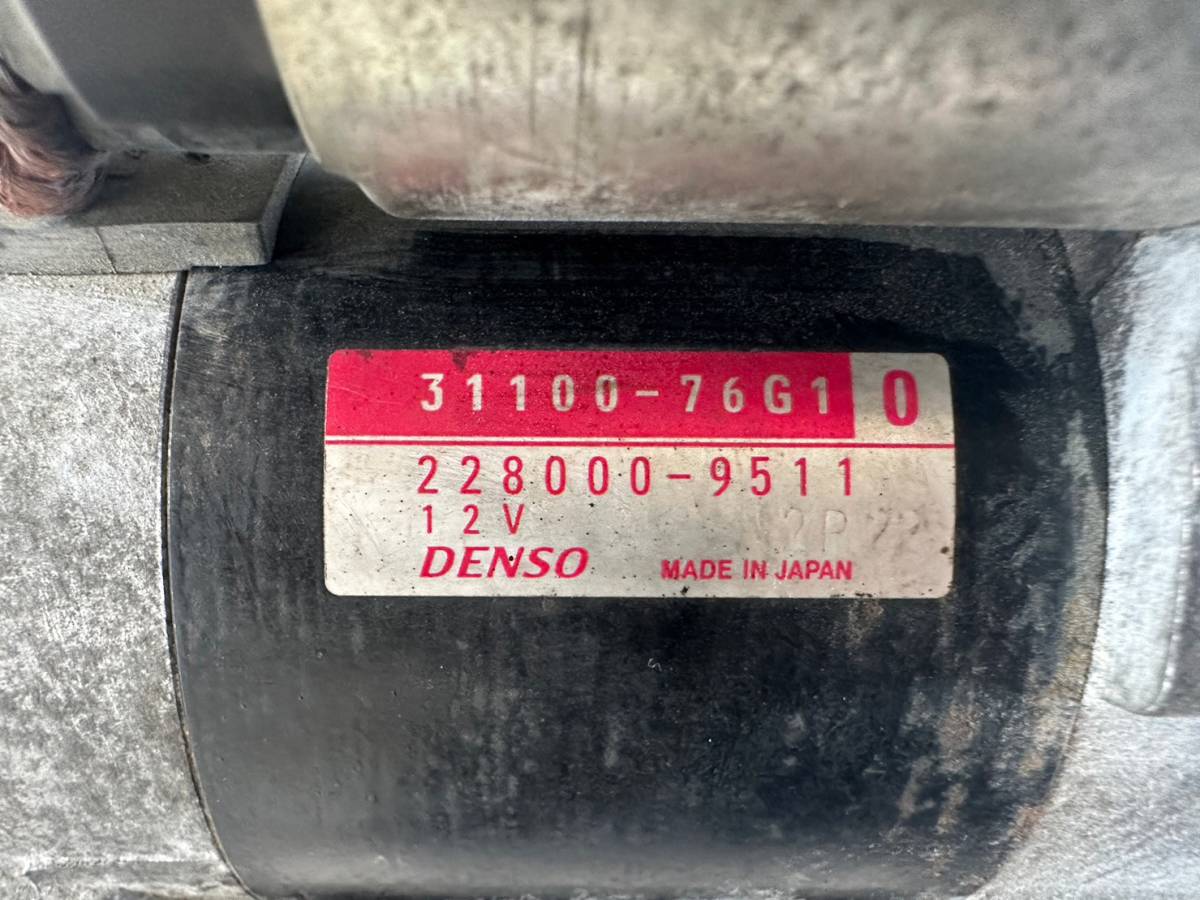 31100-76G1 0
228000-9511
12V
DENSO MADE IN JAPAN